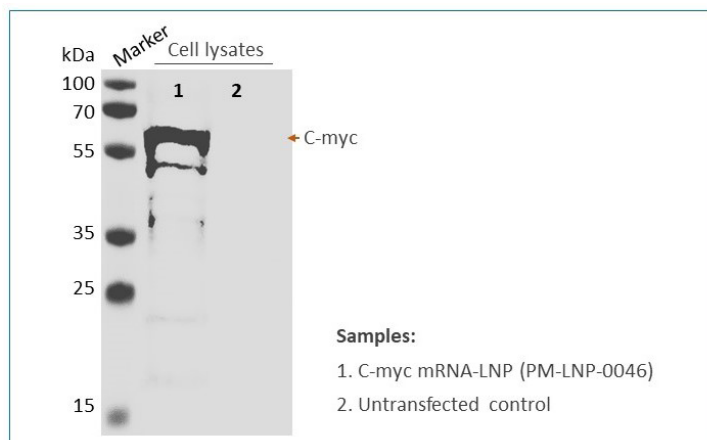 kDa
Marker
Cell lysates
1 2
100
70
55
35
25
15
C-myc
Samples:
1. C-myc mRNA-LNP (PM-LNP-0046)
2. Untransfected control